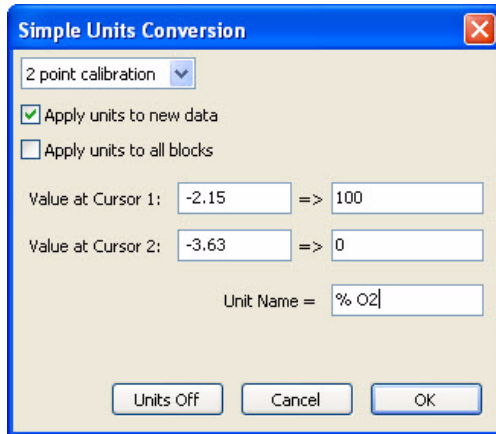 Simple Units Conversion
2 point calibration
Apply units to new data
Apply units to all blocks
Value at Cursor 1: -2.15 => 100
Value at Cursor 2: -3.63 => 0
Unit Name = % O2
Units Off Cancel OK